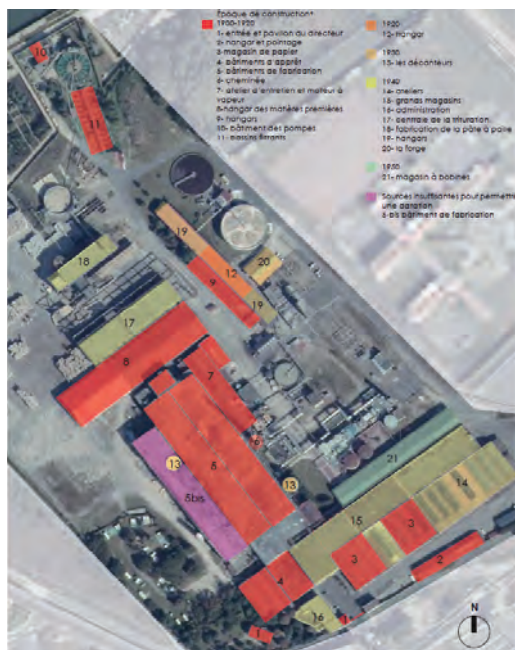 Époque de construction:
1900-1920
1- entrée et pavillon du directeur
2- hangar et pointage
3-magasin de papier
4- bâtiments d'apprêt
5- bâtiments de fabrication
6- cheminée
7- atelier d'entretien et moteur à
vapeur
8-hangar des matières premières
9- hangars
10- bâtiment des pompes
11- bassins filtrants
1920
12- hangar
1930
13- les décanteurs
1940
14- ateliers
15- grands magasins
16- administration
17- centrale de la trituration
18- fabrication de la pâte à paille
19- hangars
20- la forge
1950
21- magasin à bobines
Sources insuffisantes pour permettre
une datation
5-bis bâtiment de fabrication
10
11
19
18
12
20
9
19
17
8
7
6
13
5
5bis
13
21
14
15
3
3
2
4
16
1
1
N